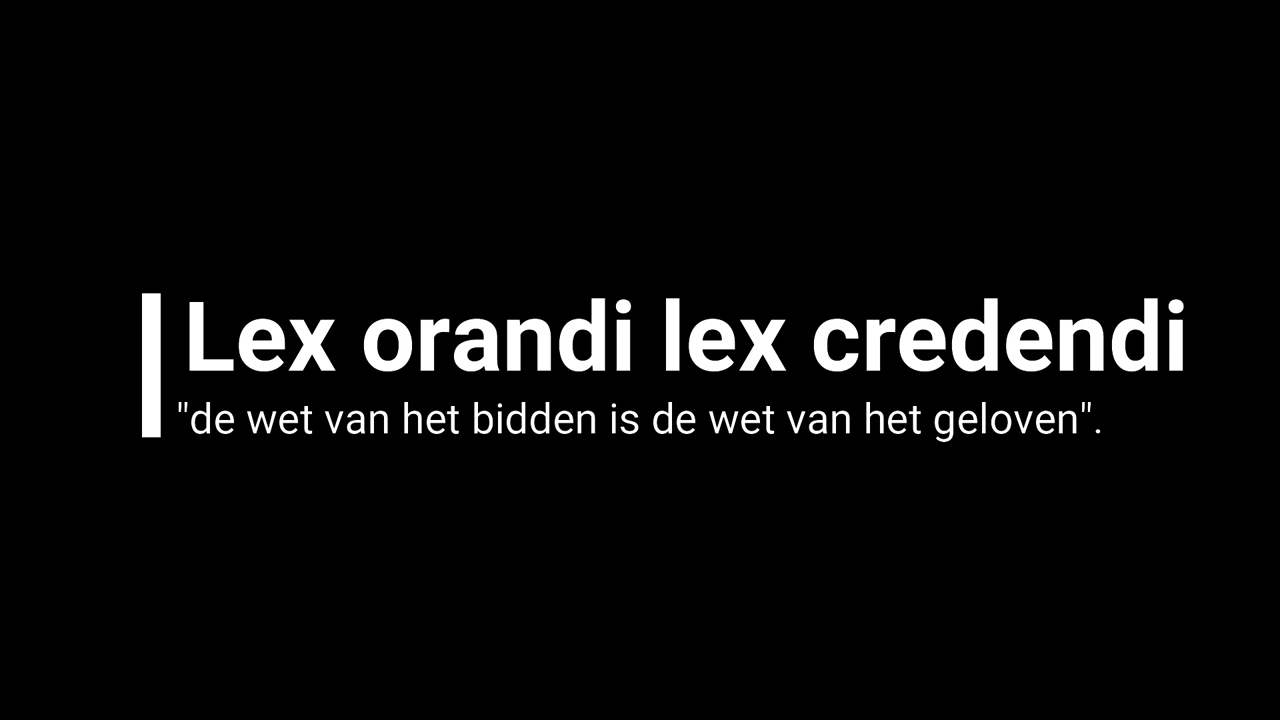 Lex orandi lex credendi
"de wet van het bidden is de wet van het geloven".